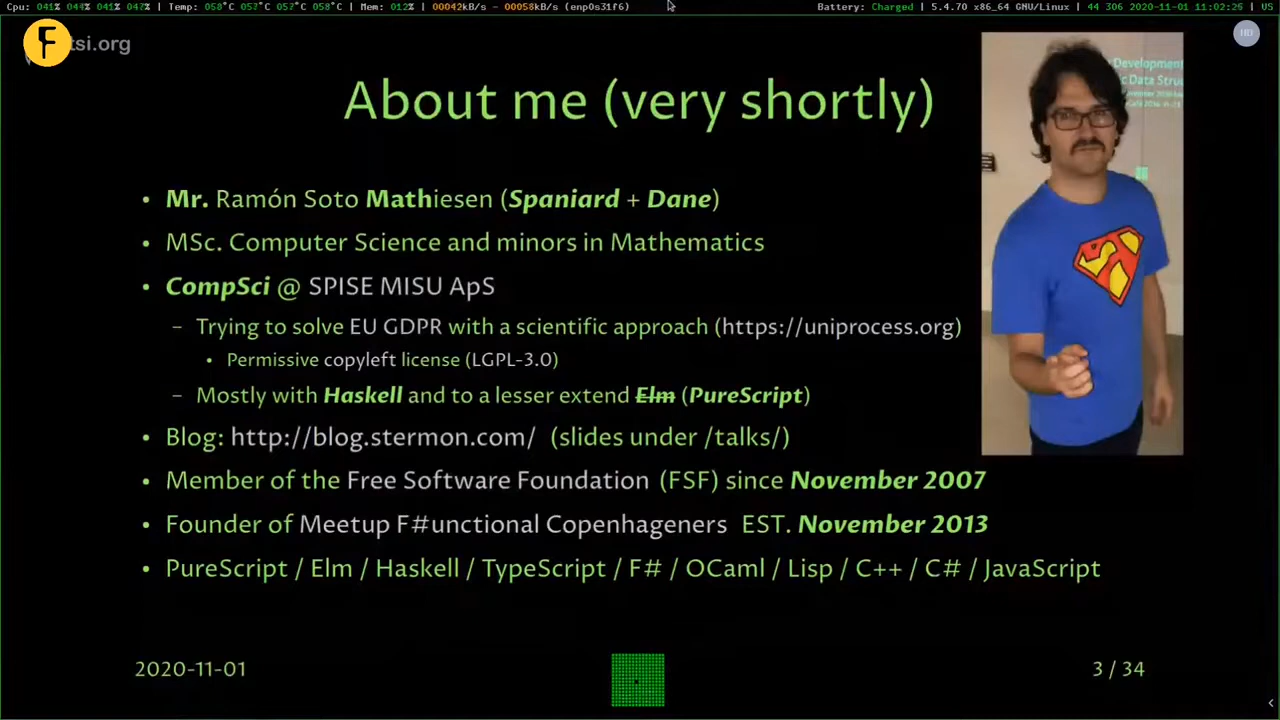 Cpu: 041% 044% 041% 047% | Temp: 058°C 057°C 057°C 058°C | Mem: 012% | 00042kB/s - 00058kB/s (enp0s31f6)
Battery: Charged | 5.4.70 x86_64 GNU/Linux | 44 306 2020-11-01 11:02:26 | US
tsi.org
About me (very shortly)
Development
c Data Struc
• Mr. Ramón Soto Mathiesen (Spaniard + Dane)
• MSc. Computer Science and minors in Mathematics
• CompSci @ SPISE MISU ApS
– Trying to solve EU GDPR with a scientific approach (https://uniprocess.org)
• Permissive copyleft license (LGPL-3.0)
– Mostly with Haskell and to a lesser extend Elm (PureScript)
• Blog: http://blog.stermon.com/ (slides under /talks/)
• Member of the Free Software Foundation (FSF) since November 2007
• Founder of Meetup F#unctional Copenhageners EST. November 2013
• PureScript / Elm / Haskell / TypeScript / F# / OCaml / Lisp / C++ / C# / JavaScript
2020-11-01
3 / 34